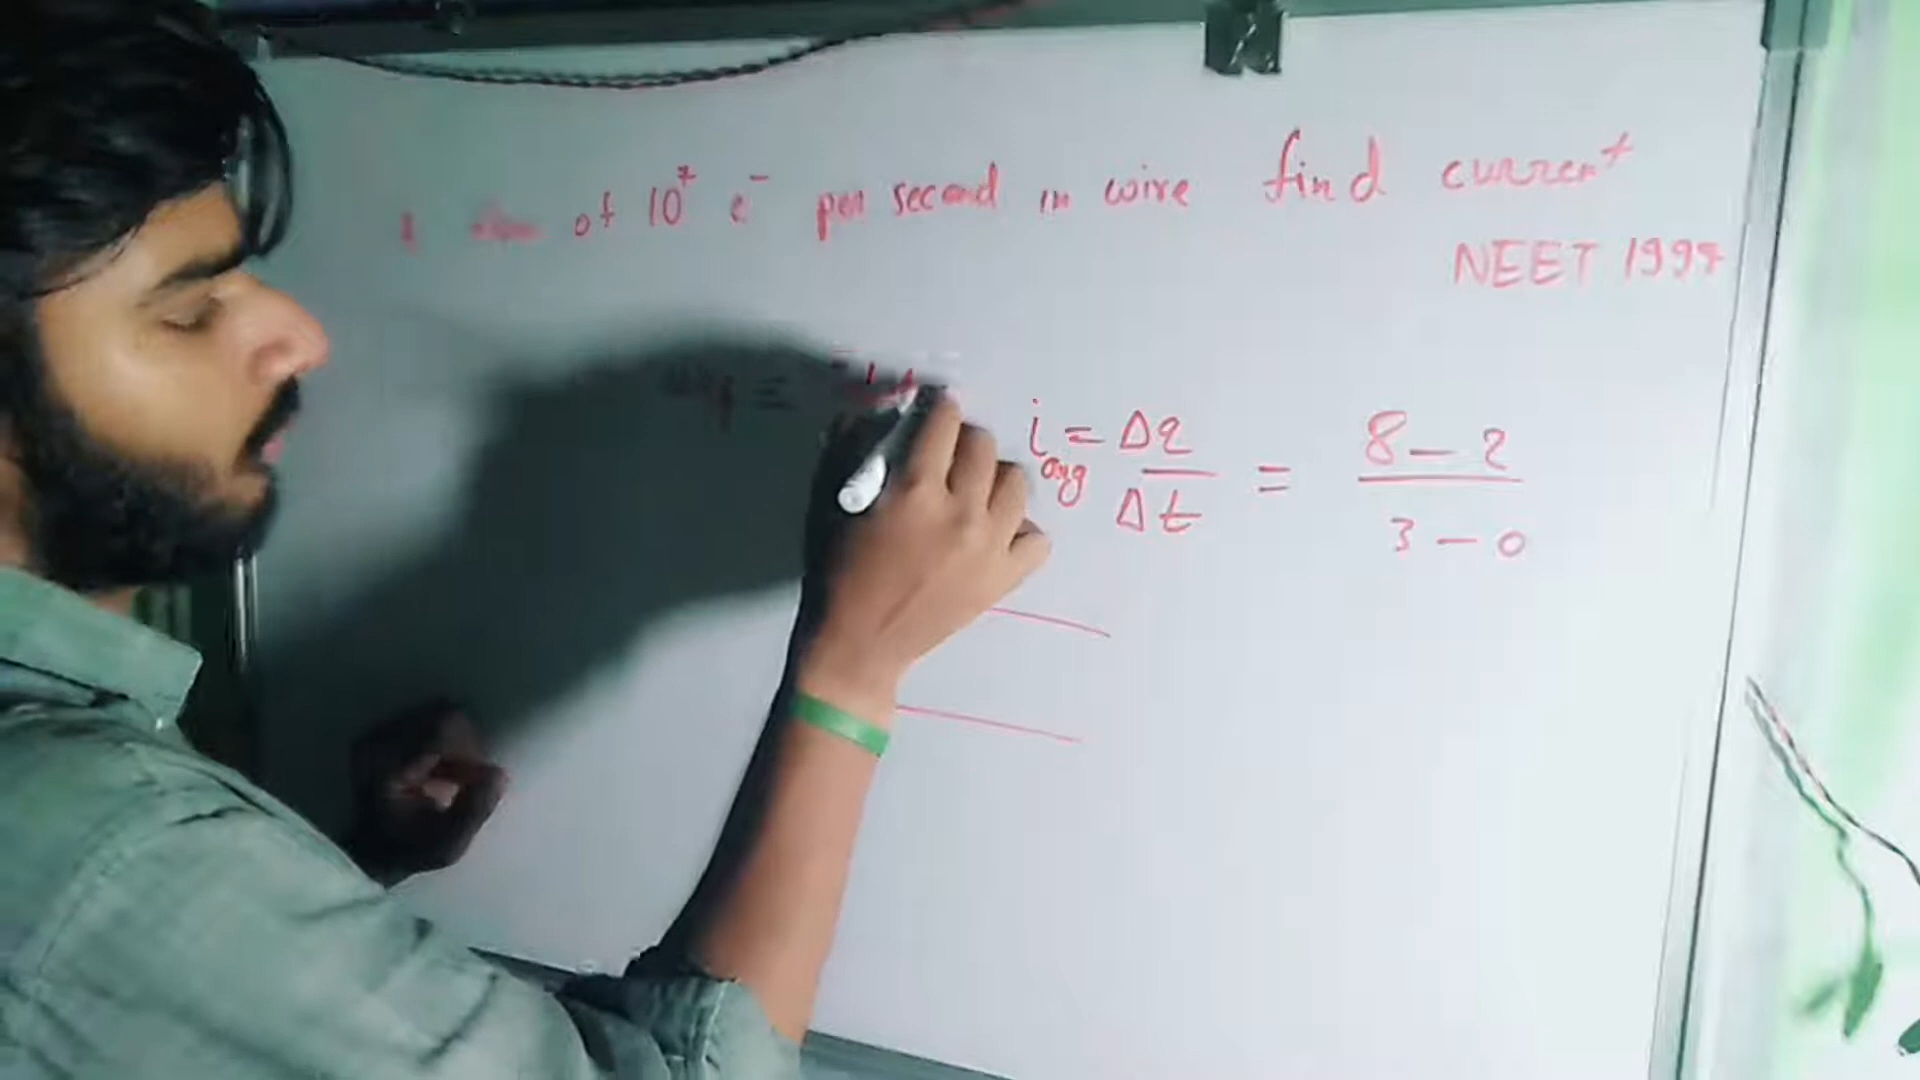 of 10⁷ e⁻ per second in wire find current
NEET 1997
i avg = Δq / Δt = 8 - 2 / 3 - 0